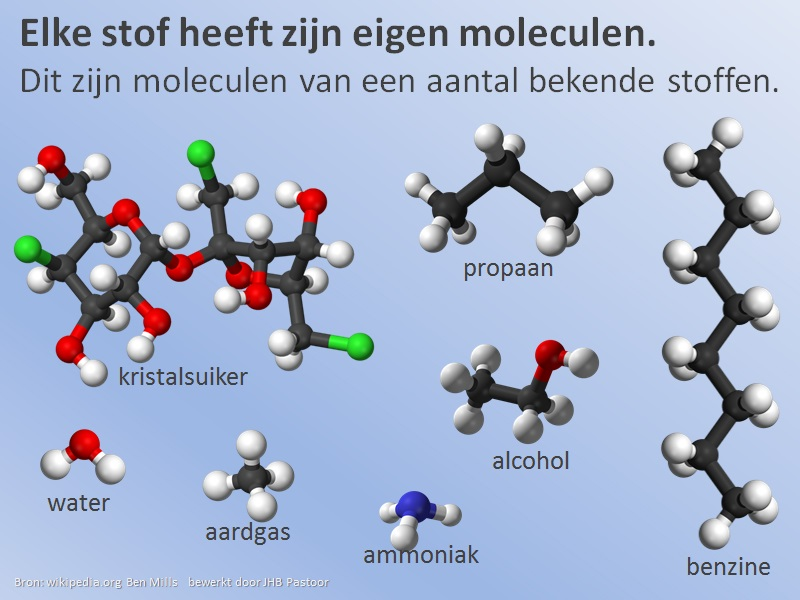 Elke stof heeft zijn eigen moleculen.
Dit zijn moleculen van een aantal bekende stoffen.
propaan
kristalsuiker
alcohol
water
aardgas
ammoniak
benzine
Bron: wikipedia.org, Ben Mills bewerkt door JHB Pastoor